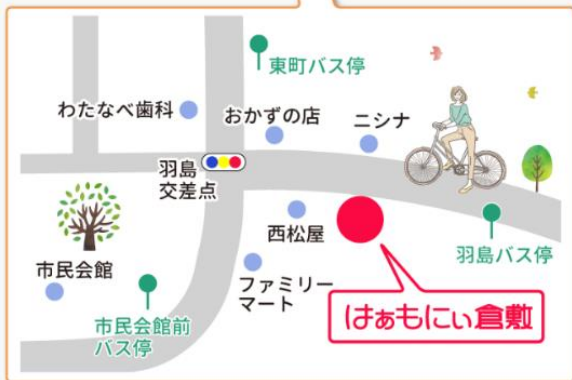 東町バス停
わたなべ歯科
おかずの店
ニシナ
羽島
交差点
西松屋
羽島バス停
市民会館
ファミリー
マート
市民会館前
バス停
はぁもにぃ倉敷